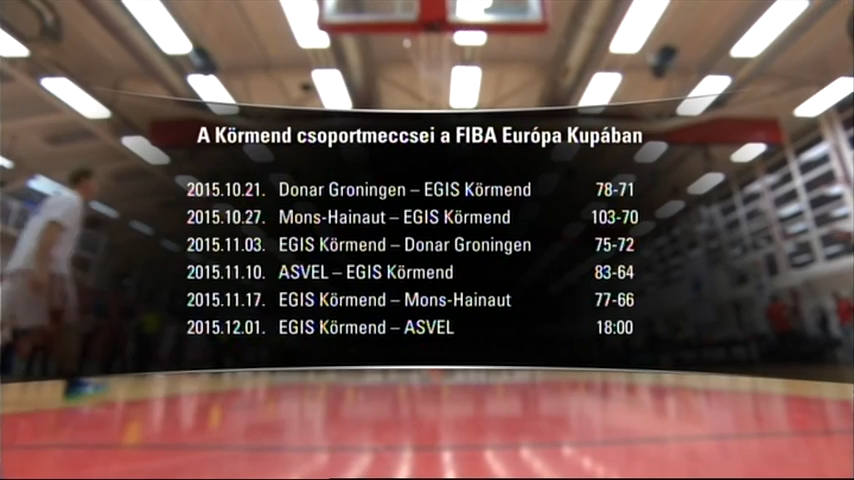 A Körmend csoportmeccsei a FIBA Európa Kupában
2015.10.21. Donar Groningen – EGIS Körmend 78-71
2015.10.27. Mons-Hainaut – EGIS Körmend 103-70
2015.11.03. EGIS Körmend – Donar Groningen 75-72
2015.11.10. ASVEL – EGIS Körmend 83-64
2015.11.17. EGIS Körmend – Mons-Hainaut 77-66
2015.12.01. EGIS Körmend – ASVEL 18:00